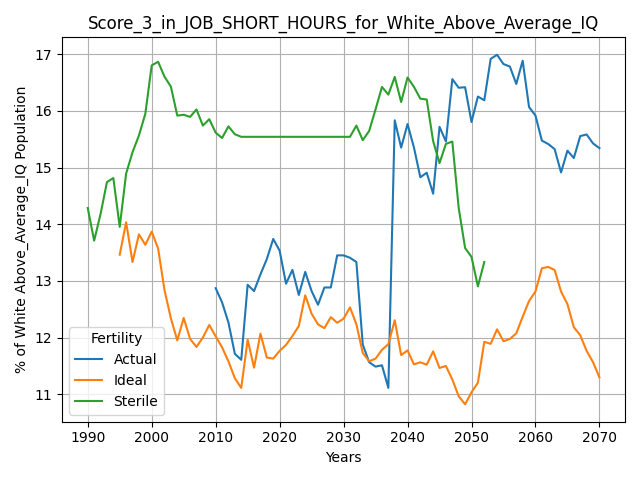 Score_3_in_JOB_SHORT_HOURS_for_White_Above_Average_IQ
% of White Above_Average_IQ Population
17
16
15
14
13
12
11
Fertility
Actual
Ideal
Sterile
1990 2000 2010 2020 2030 2040 2050 2060 2070
Years